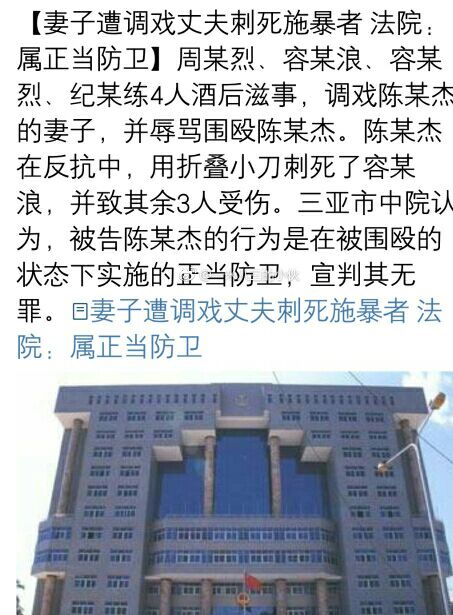 【妻子遭调戏丈夫刺死施暴者 法院：
属正当防卫】周某烈、容某浪、容某
烈、纪某练4人酒后滋事，调戏陈某杰
的妻子，并辱骂围殴陈某杰。陈某杰
在反抗中，用折叠小刀刺死了容某
浪，并致其余3人受伤。三亚市中院认
为，被告陈某杰的行为是在被围殴的
状态下实施的正当防卫，宣判其无
罪。妻子遭调戏丈夫刺死施暴者 法
院：属正当防卫